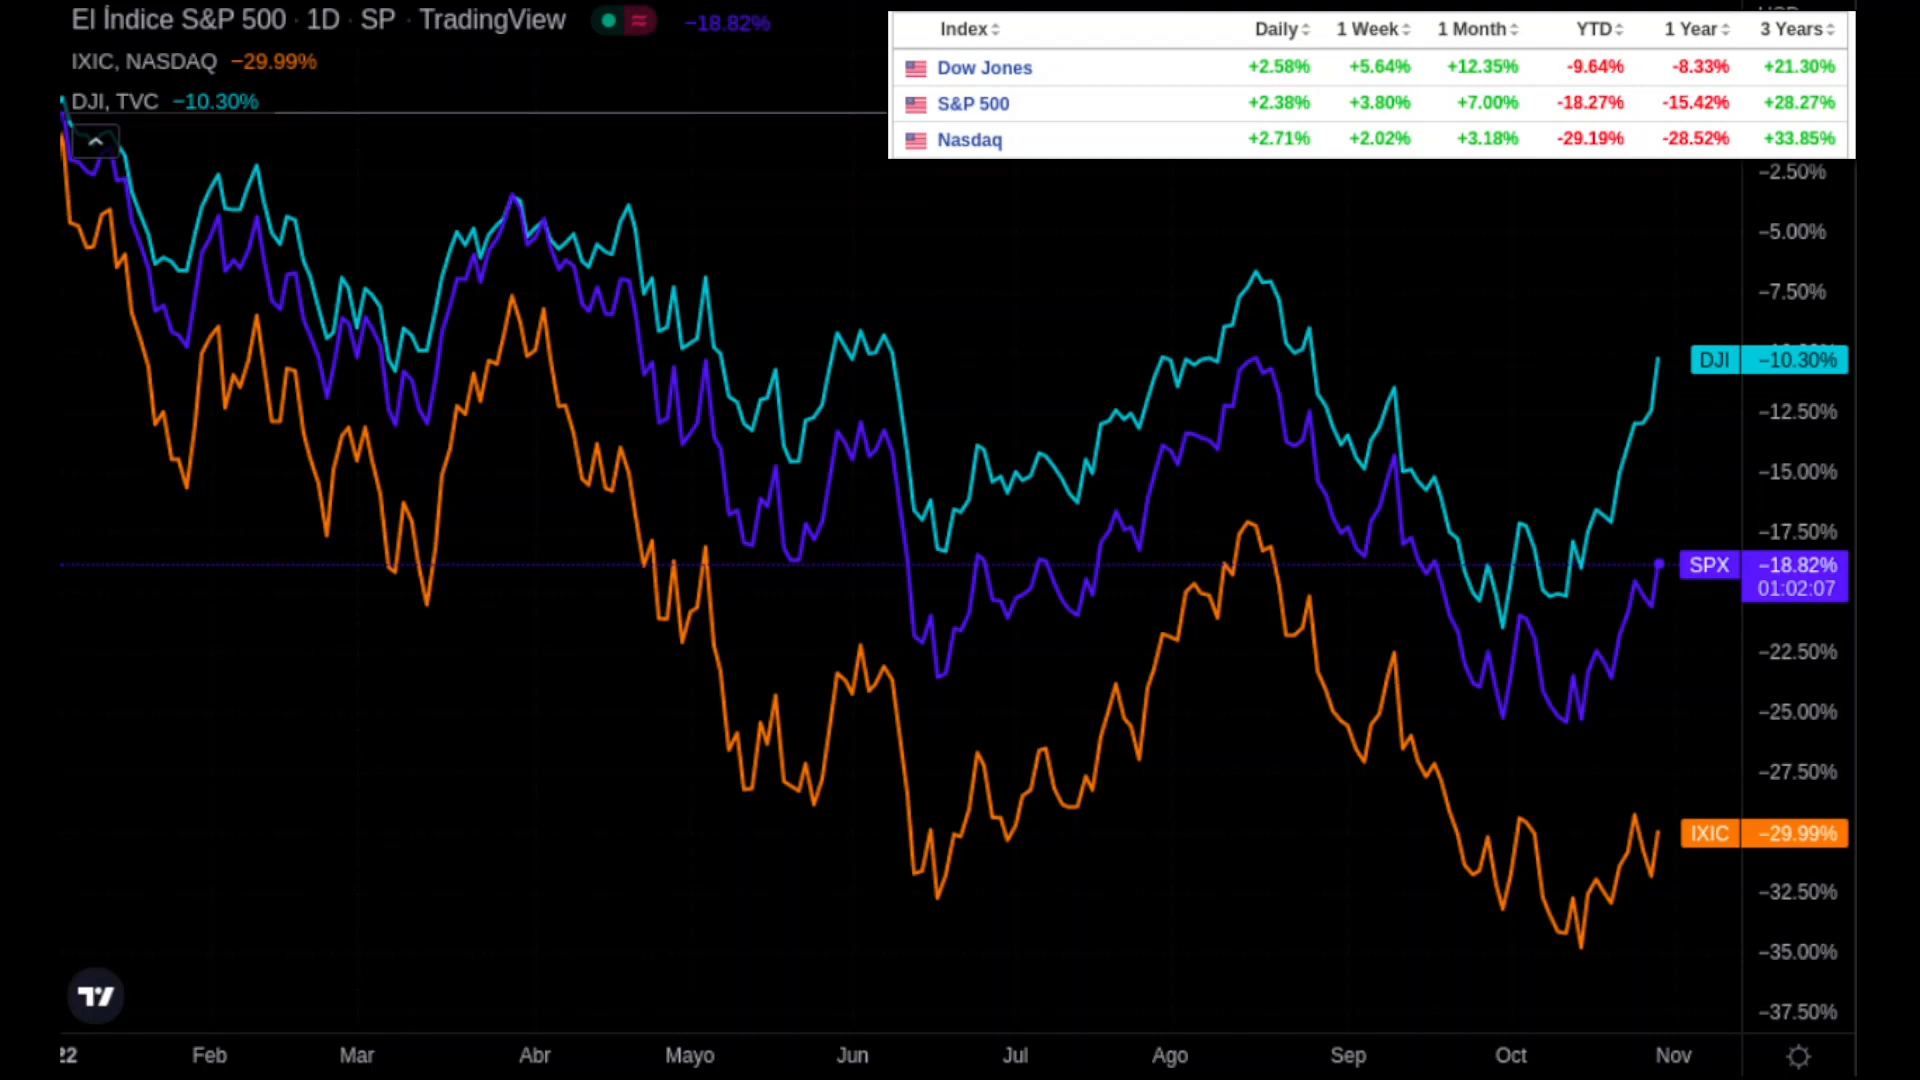 El Índice S&P 500 · 1D · SP · TradingView −18.82%
IXIC, NASDAQ −29.99%
DJI, TVC −10.30%
Index Daily 1 Week 1 Month YTD 1 Year 3 Years
Dow Jones +2.58% +5.64% +12.35% -9.64% -8.33% +21.30%
S&P 500 +2.38% +3.80% +7.00% -18.27% -15.42% +28.27%
Nasdaq +2.71% +2.02% +3.18% -29.19% -28.52% +33.85%
−2.50%
−5.00%
−7.50%
DJI −10.30%
−12.50%
−15.00%
−17.50%
SPX −18.82%
01:02:07
−22.50%
−25.00%
−27.50%
IXIC −29.99%
−32.50%
−35.00%
−37.50%
22 Feb Mar Abr Mayo Jun Jul Ago Sep Oct Nov